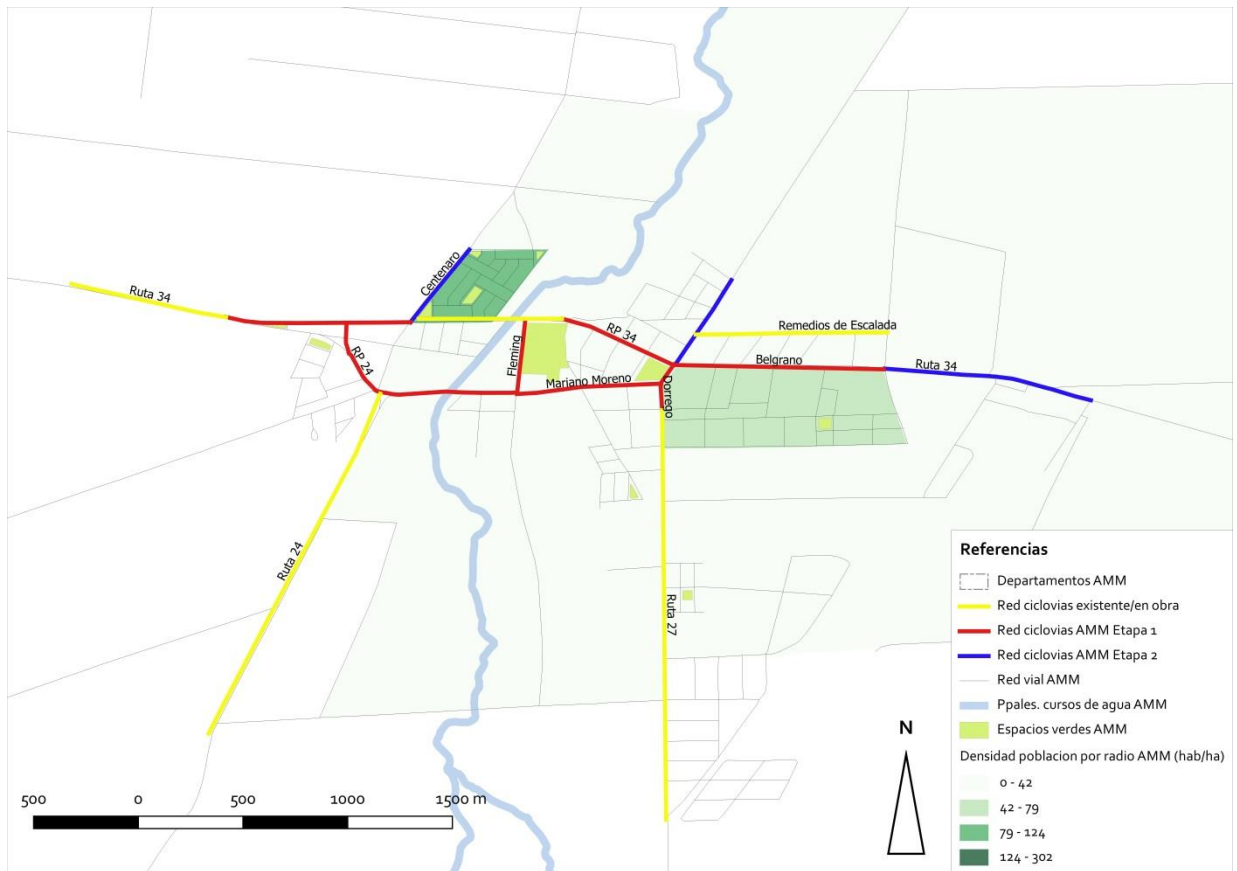 Centenaro
Ruta 34
RP 34
Remedios de Escalada
RP 24
Fleming
Belgrano
Ruta 34
Mariano Moreno
Dorrego
Ruta 24
Ruta 27
Referencias
Departamentos AMM
Red ciclovias existente/en obra
Red ciclovias AMM Etapa 1
Red ciclovias AMM Etapa 2
Red vial AMM
Ppales. cursos de agua AMM
Espacios verdes AMM
Densidad poblacion por radio AMM (hab/ha)
0 - 42
42 - 79
79 - 124
124 - 302
N
500 0 500 1000 1500 m